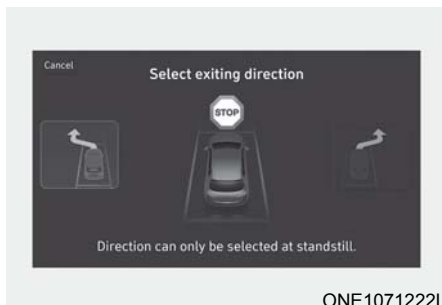 Cancel
Select exiting direction
STOP
Direction can only be selected at standstill.
ONE1071222L